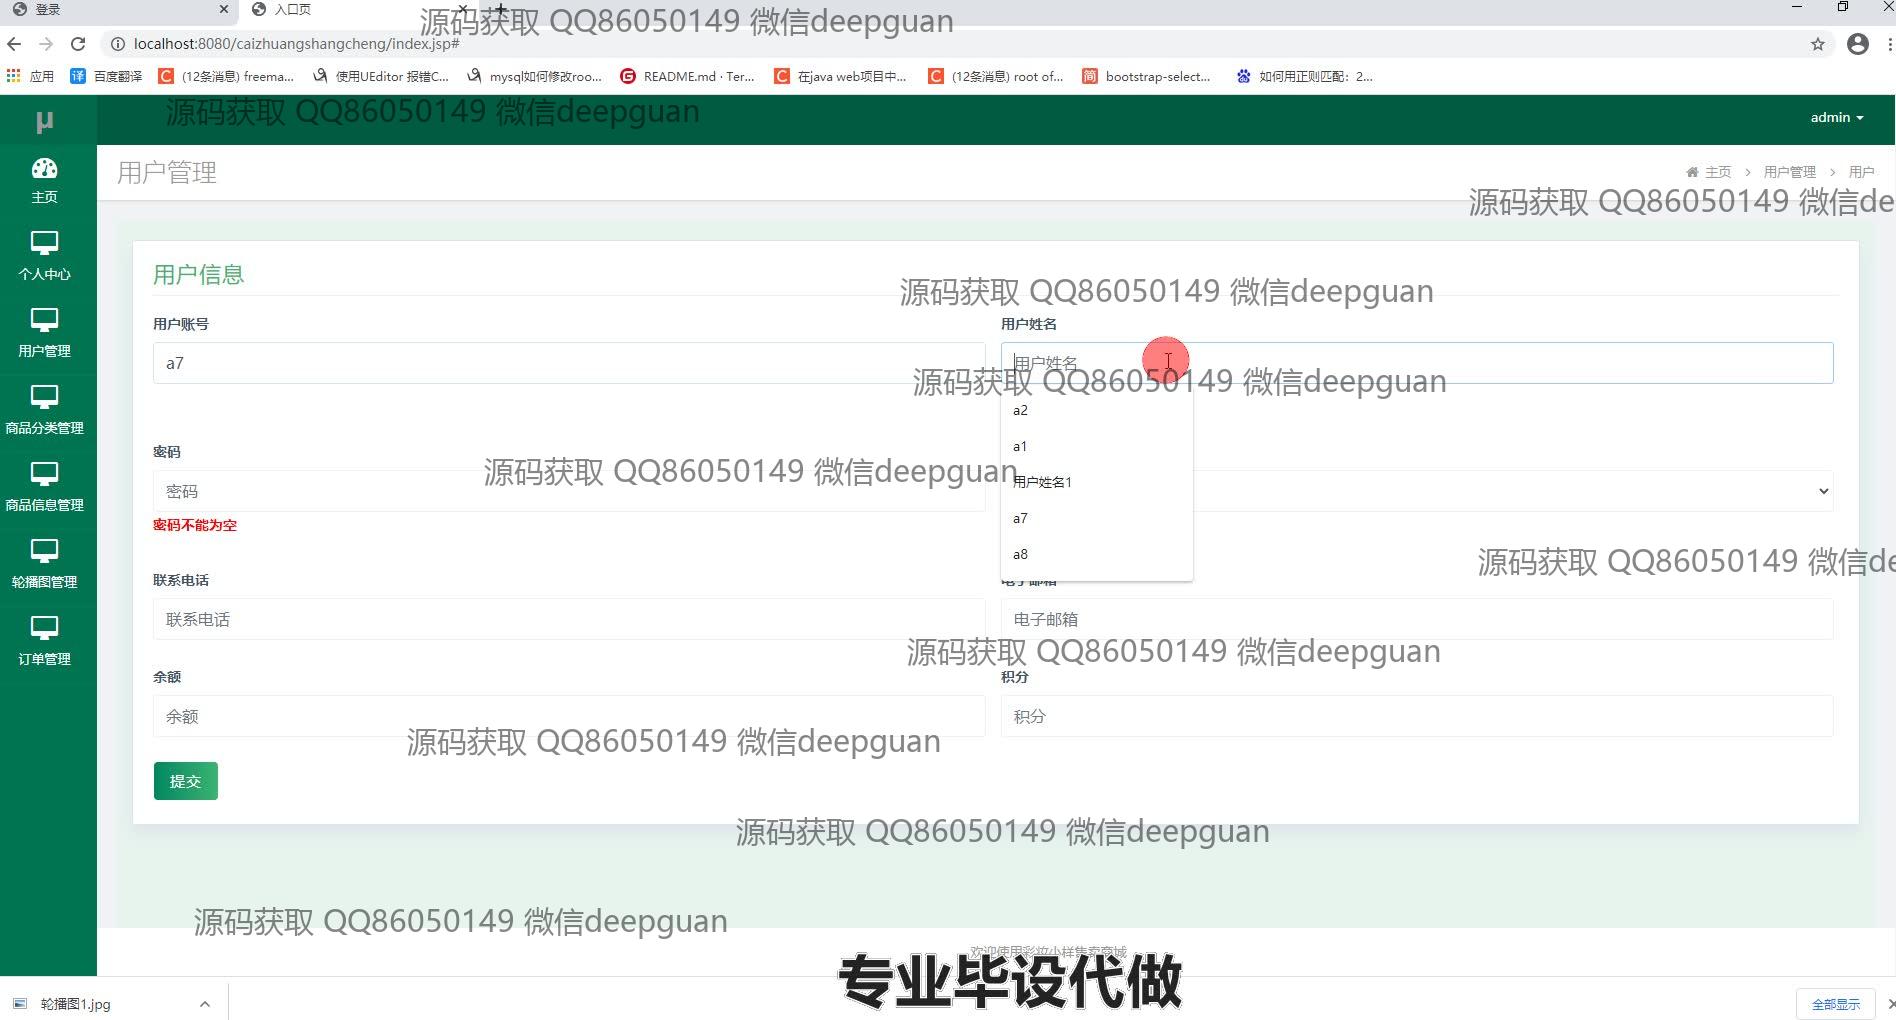 登录
入口页
源码获取 QQ86050149 微信deepguan
localhost:8080/caizhuangshangcheng/index.jsp#
应用
百度翻译
(12条消息) freema...
使用UEditor 报错C...
mysql如何修改roo...
README.md · Ter...
在java web项目中...
(12条消息) root of...
bootstrap-select...
如何用正则匹配：2...
源码获取 QQ86050149 微信deepguan
μ
admin
主页
用户管理
主页 > 用户管理 > 用户
源码获取 QQ86050149 微信de
个人中心
用户信息
源码获取 QQ86050149 微信deepguan
用户账号
用户姓名
用户管理
a7
用户姓名
源码获取 QQ86050149 微信deepguan
a2
商品分类管理
a1
密码
源码获取 QQ86050149 微信deepguan
用户姓名1
密码
商品信息管理
a7
密码不能为空
a8
源码获取 QQ86050149 微信de
轮播图管理
联系电话
电子邮箱
联系电话
电子邮箱
源码获取 QQ86050149 微信deepguan
订单管理
余额
积分
余额
积分
源码获取 QQ86050149 微信deepguan
提交
源码获取 QQ86050149 微信deepguan
源码获取 QQ86050149 微信deepguan
欢迎使用彩妆小样售卖商城
专业毕设代做
轮播图1.jpg
全部显示